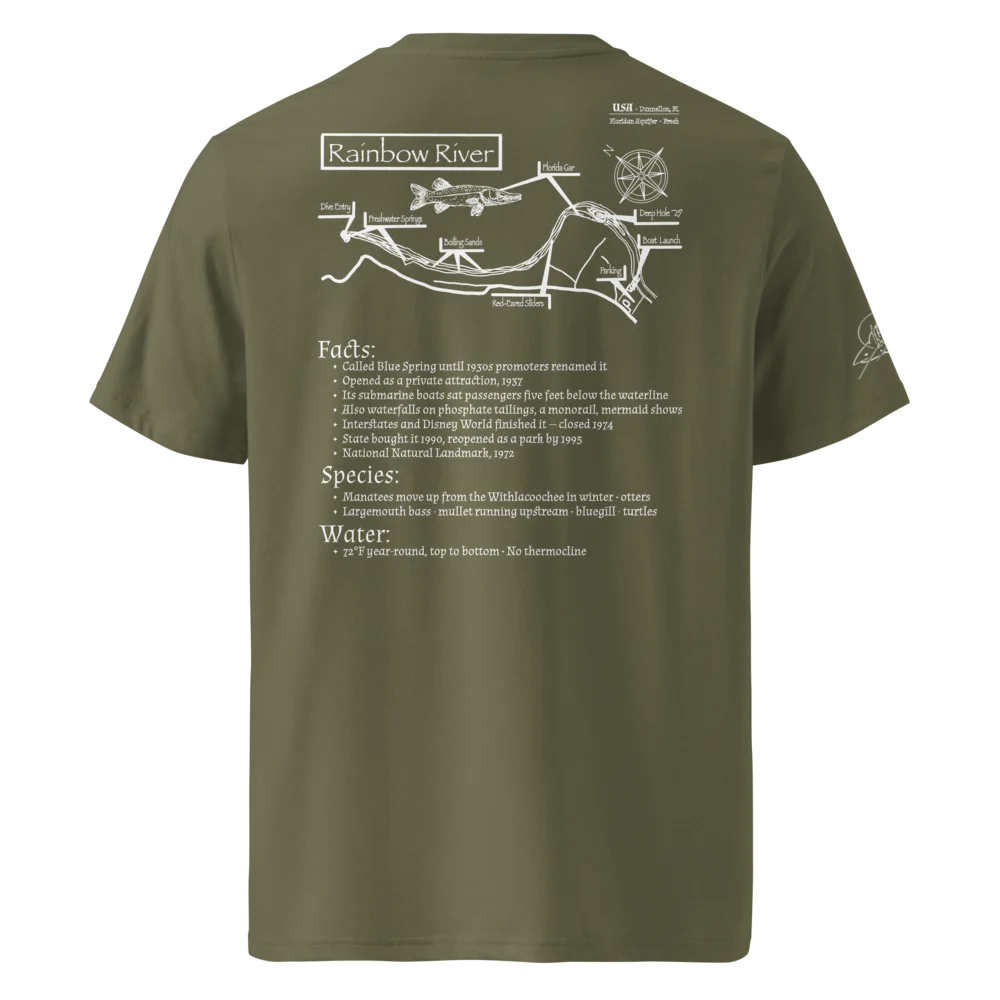 USA · Dunnellon, FL
Floridan Aquifer · Fresh
Rainbow River
N
Florida Gar
Dive Entry
Freshwater Springs
Deep Hole ~25'
Boiling Sands
Boat Launch
Parking
Red-Eared Sliders
Facts:
• Called Blue Spring until 1930s promoters renamed it
• Opened as a private attraction, 1937
• Its submarine boats sat passengers five feet below the waterline
• Also waterfalls on phosphate tailings, a monorail, mermaid shows
• Interstates and Disney World finished it — closed 1974
• State bought it 1990, reopened as a park by 1995
• National Natural Landmark, 1972
Species:
• Manatees move up from the Withlacoochee in winter · otters
• Largemouth bass · mullet running upstream · bluegill · turtles
Water:
• 72°F year-round, top to bottom · No thermocline